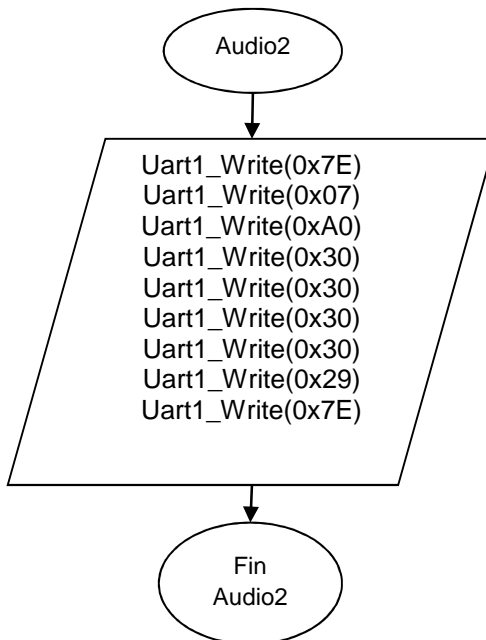 Audio2
Uart1_Write(0x7E)
Uart1_Write(0x07)
Uart1_Write(0xA0)
Uart1_Write(0x30)
Uart1_Write(0x30)
Uart1_Write(0x30)
Uart1_Write(0x30)
Uart1_Write(0x29)
Uart1_Write(0x7E)
Fin
Audio2